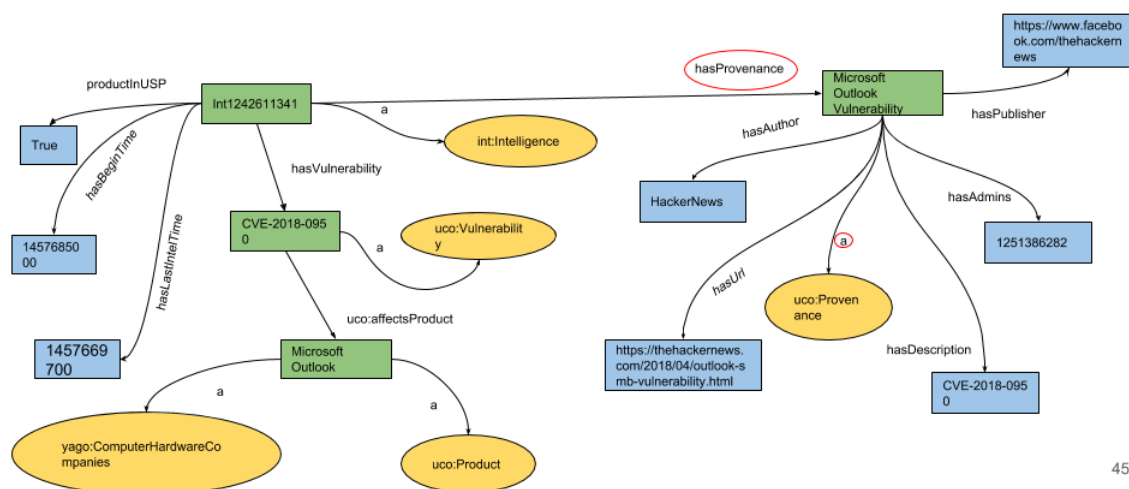 https://www.facebo
ok.com/thehackern
ews
hasProvenance
productInUSP
Int1242611341
Microsoft
Outlook
Vulnerability
a
hasPublisher
hasAuthor
True
int:Intelligence
hasBeginTime
hasVulnerability
HackerNews
hasAdmins
CVE-2018-095
0
uco:Vulnerabilit
y
a
14576850
00
hasLastIntelTime
a
1251386282
hasUrl
uco:Proven
ance
uco:affectsProduct
1457669
700
Microsoft
Outlook
https://thehackernews.
com/2018/04/outlook-s
mb-vulnerability.html
hasDescription
CVE-2018-095
0
a
a
yago:ComputerHardwareCo
mpanies
uco:Product
45